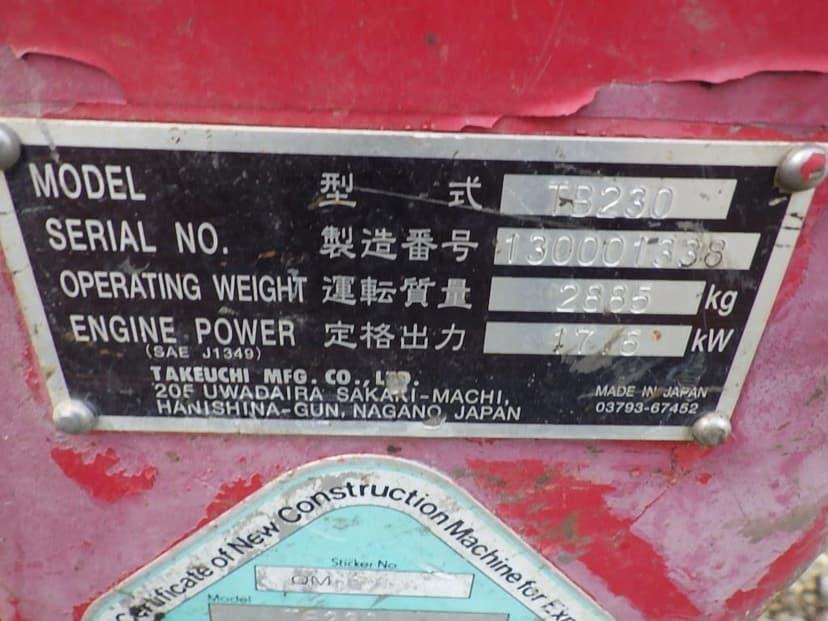 MODEL 型式 TB230
SERIAL NO. 製造番号 130001338
OPERATING WEIGHT 運転質量 2885 kg
ENGINE POWER 定格出力 17.5 kW
(SAE J1349)
TAKEUCHI MFG. CO., LTD.
205 UWADAIRA SAKAKI-MACHI,
HANISHINA-GUN, NAGANO, JAPAN
MADE IN JAPAN
03793-67452
Certificate of New Construction Machine for
Sticker No
Model